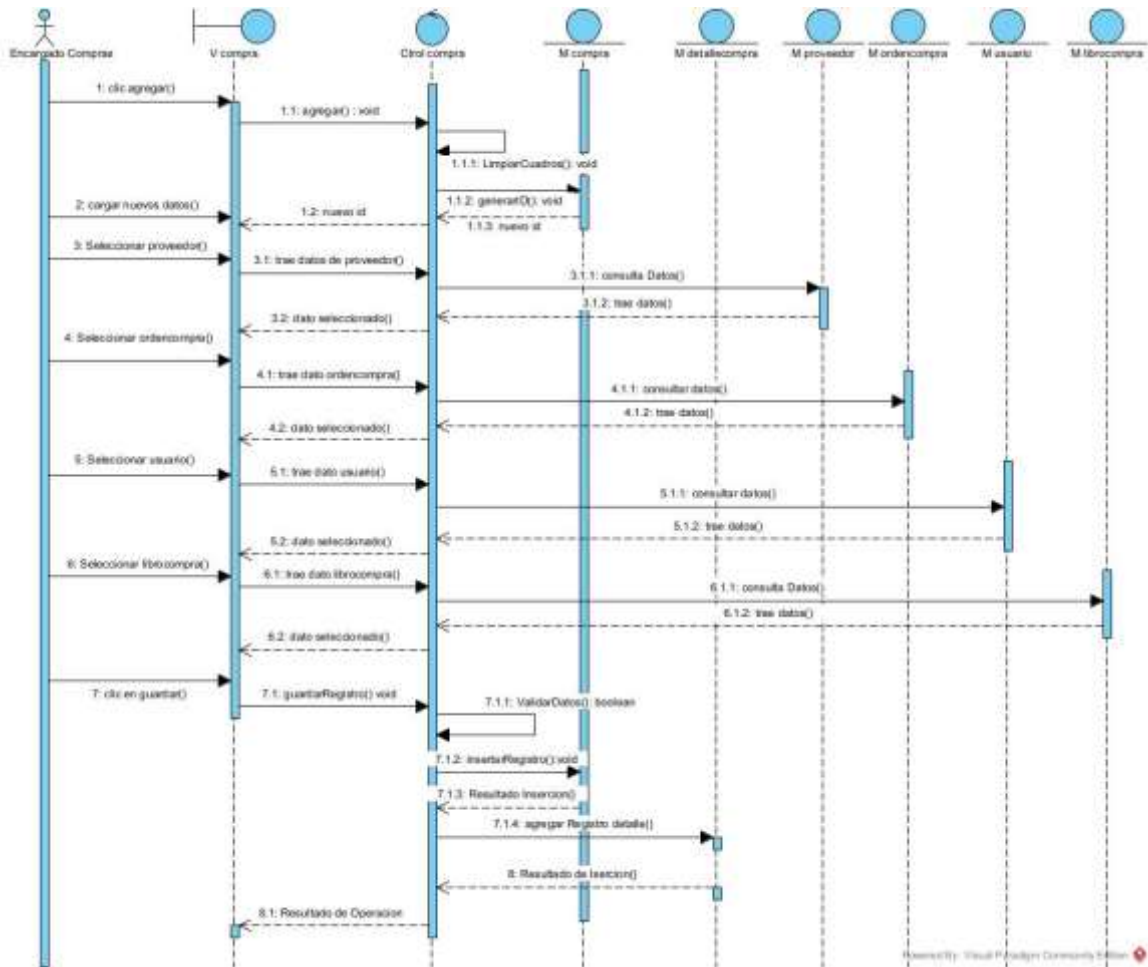 Encargado Compras
V compra
Ctrol compra
M compra
M detallecompra
M proveedor
M ordencompra
M usuario
M librocompra
1: clic agregar()
1.1: agregar() : void
1.1.1: LimpiarCuadros(): void
1.1.2: generarID(): void
2: cargar nuevos datos()
1.2: nuevo id
1.1.3: nuevo id
3: Seleccionar proveedor()
3.1: trae datos de proveedor()
3.1.1: consulta Datos()
3.1.2: trae datos()
3.2: dato seleccionado()
4: Seleccionar ordencompra()
4.1: trae dato ordencompra()
4.1.1: consultar datos()
4.1.2: trae datos()
4.2: dato seleccionado()
5: Seleccionar usuario()
5.1: trae dato usuario()
5.1.1: consultar datos()
5.1.2: trae datos()
5.2: dato seleccionado()
6: Seleccionar librocompra()
6.1: trae dato librocompra()
6.1.1: consulta Datos()
6.1.2: trae datos()
6.2: dato seleccionado()
7: clic en guardar()
7.1: guardarRegistro() void
7.1.1: ValidarDatos(): boolean
7.1.2: insertarRegistro():void
7.1.3: Resultado Insercion()
7.1.4: agregar Registro detalle()
8: Resultado de Isercion()
8.1: Resultado de Operacion
Powered By: Visual Paradigm Community Edition